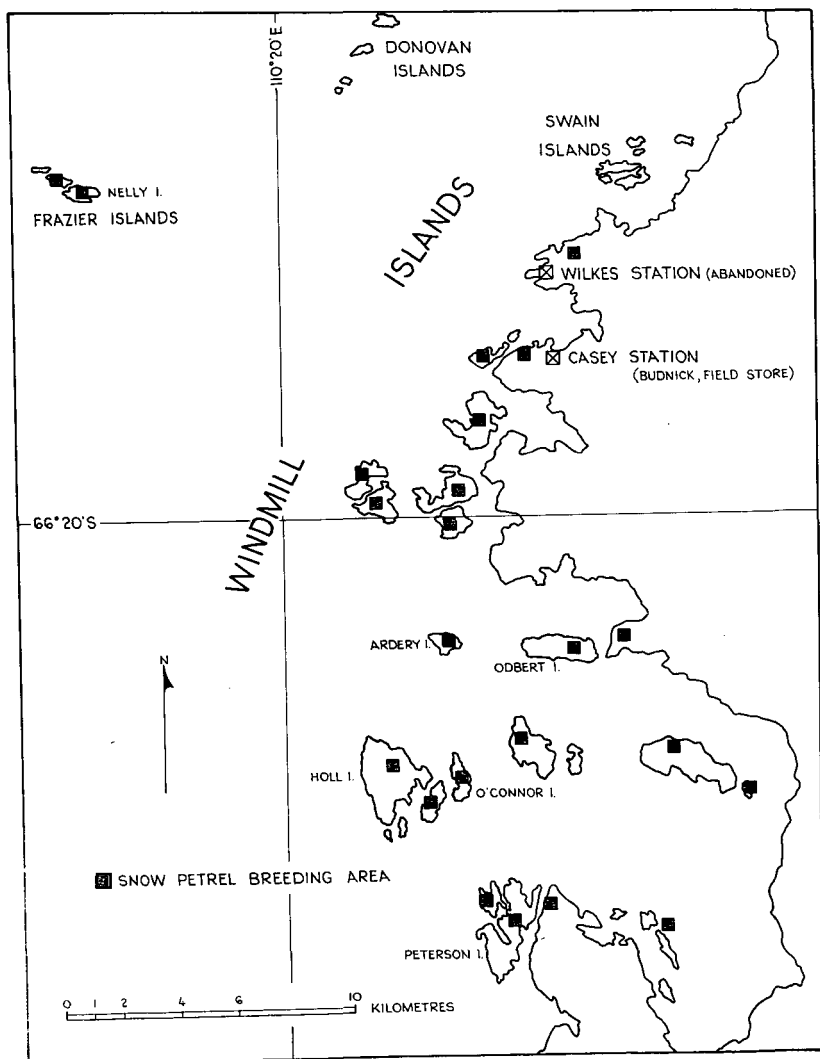 110°20'E
DONOVAN
ISLANDS
SWAIN
ISLANDS
NELLY I.
FRAZIER ISLANDS
WINDMILL ISLANDS
WILKES STATION (ABANDONED)
CASEY STATION
(BUDNICK, FIELD STORE)
66°20'S
N
ARDERY I.
ODBERT I.
HOLL I.
O'CONNOR I.
SNOW PETREL BREEDING AREA
PETERSON I.
0 1 2 4 6 10
KILOMETRES